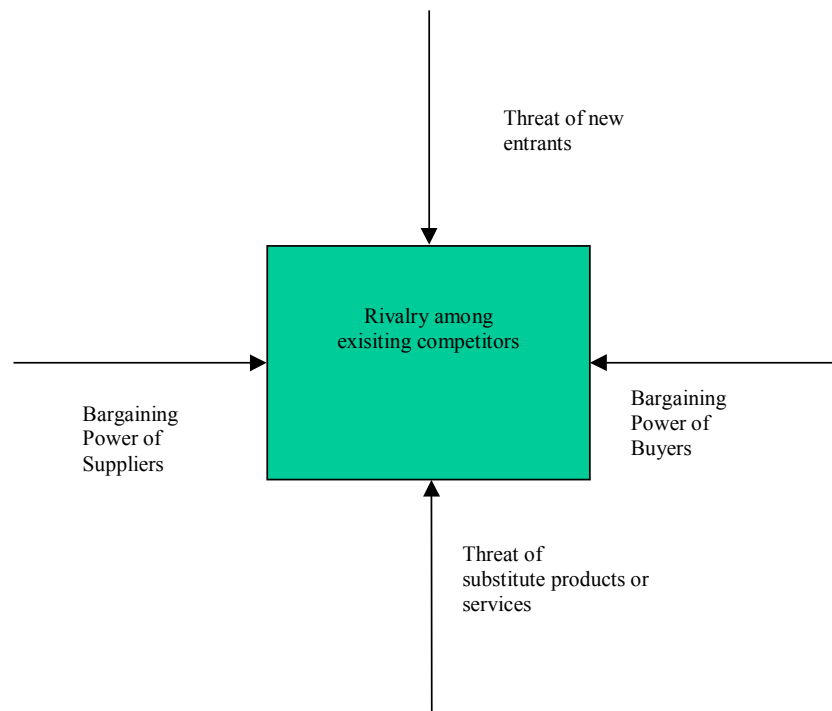 Threat of new
entrants
Rivalry among
exisiting competitors
Bargaining
Power of
Suppliers
Bargaining
Power of
Buyers
Threat of
substitute products or
services